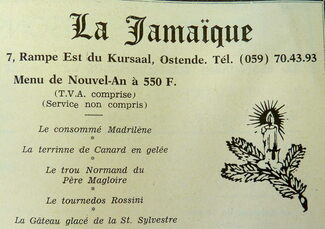 La Jamaïque
7, Rampe Est du Kursaal, Ostende. Tél. (059) 70.43.93
Menu de Nouvel-An à 550 F.
(T.V.A. comprise)
(Service non compris)
Le consommé Madrilène
*
La terrinne de Canard en gelée
*
Le trou Normand du
Père Magloire
*
Le tournedos Rossini
*
La Gâteau glacé de la St. Sylvestre